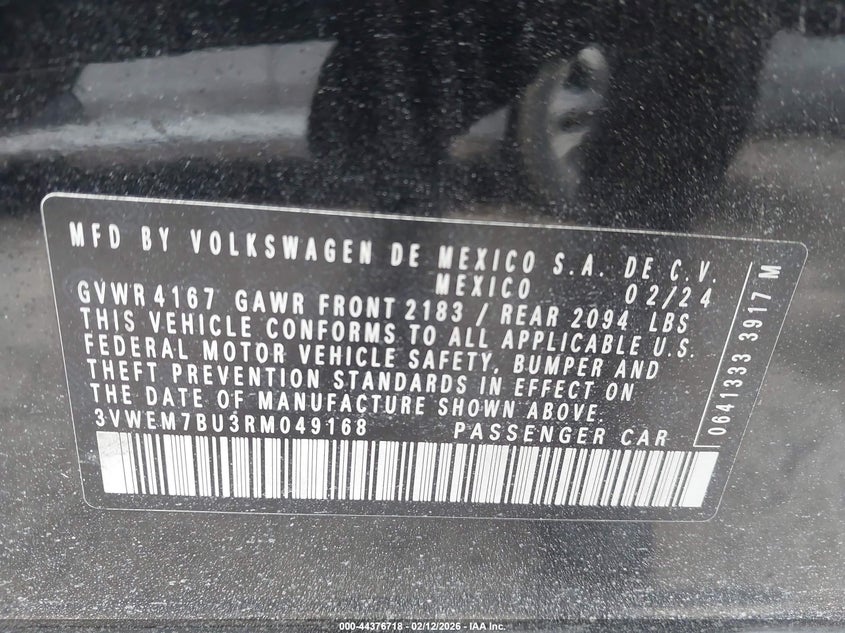 MFD BY VOLKSWAGEN DE MEXICO S.A. DE C.V.
MEXICO 02/24
GVWR 4167 GAWR FRONT 2183 / REAR 2094 LBS
THIS VEHICLE CONFORMS TO ALL APPLICABLE U.S.
FEDERAL MOTOR VEHICLE SAFETY, BUMPER AND
THEFT PREVENTION STANDARDS IN EFFECT ON
THE DATE OF MANUFACTURE SHOWN ABOVE.
3VWEM7BU3RM049168 PASSENGER CAR
0641333 3917 M
000-44376718 - 02/12/2026 - IAA Inc.